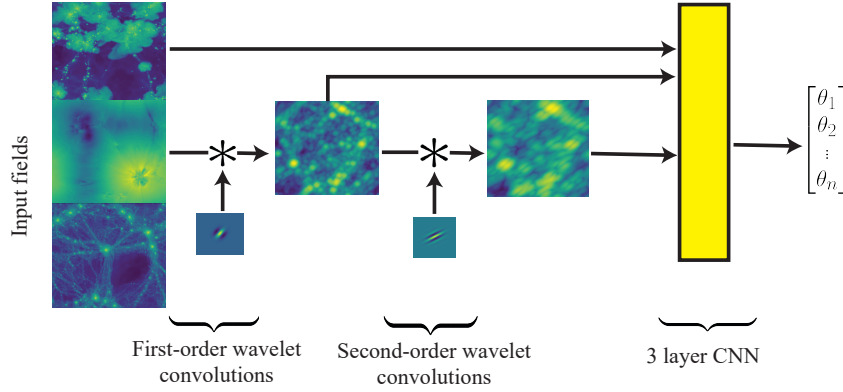 Input fields
*
*
θ₁
θ₂
⋮
θₙ
First-order wavelet
convolutions
Second-order wavelet
convolutions
3 layer CNN